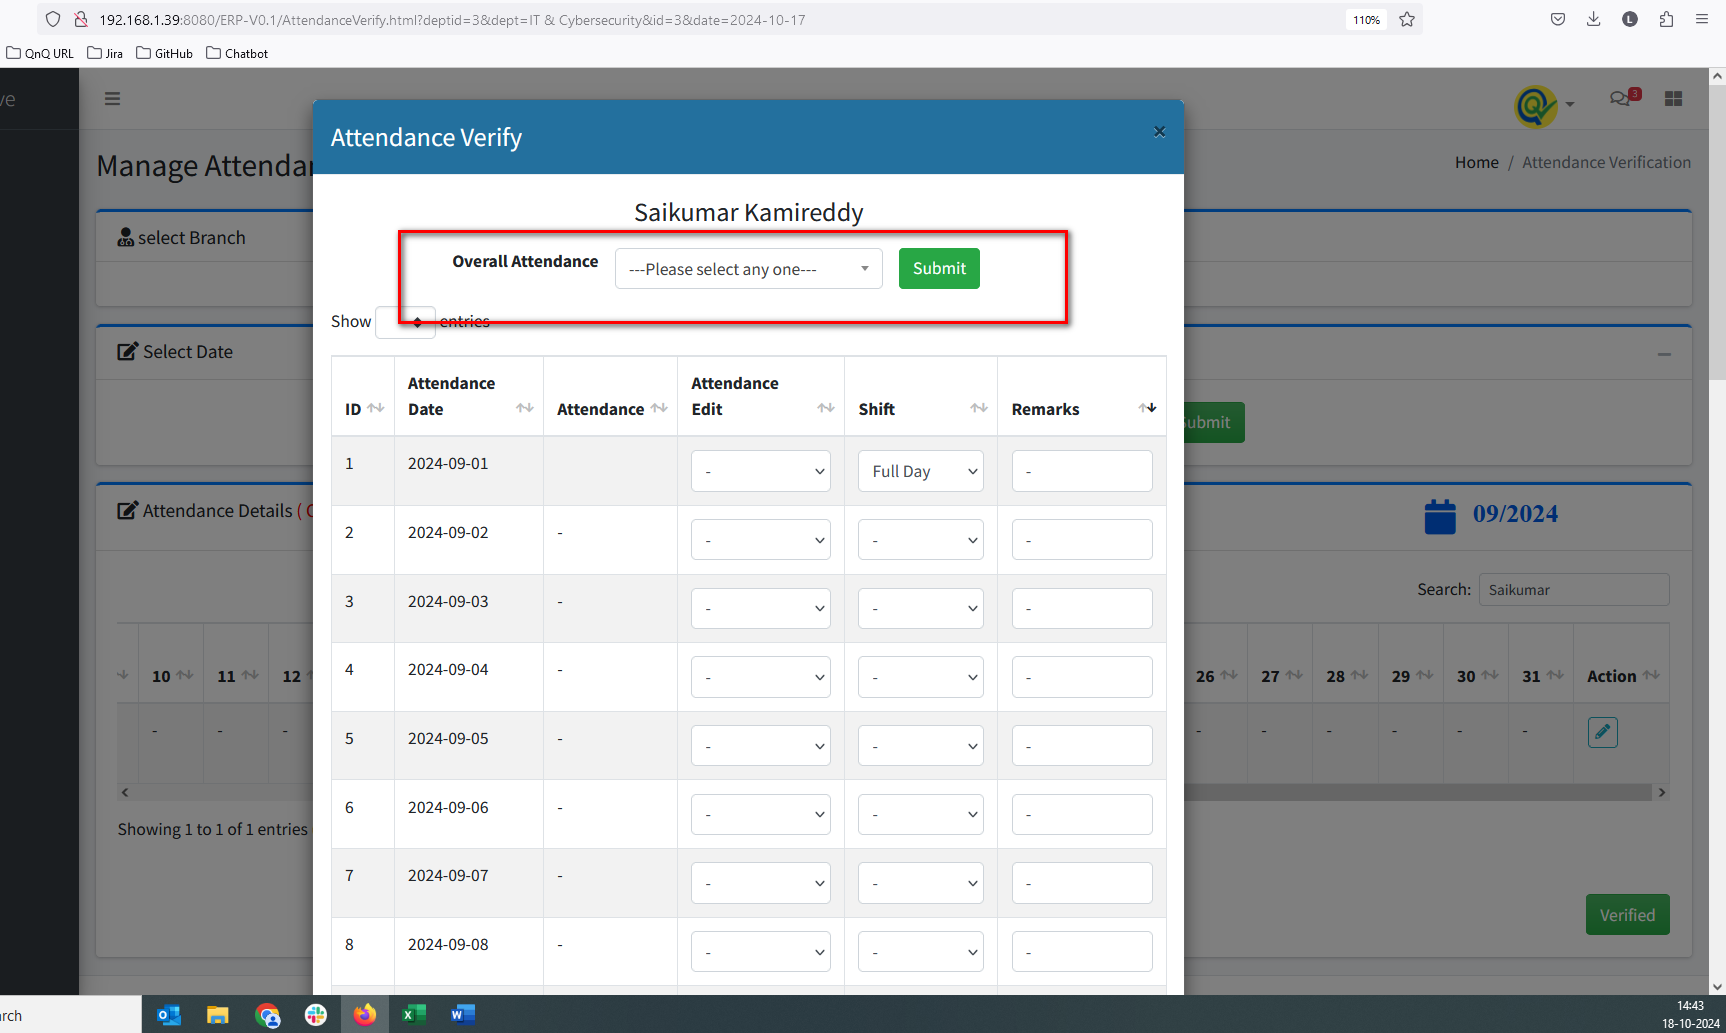 192.168.1.39:8080/ERP-V0.1/AttendanceVerify.html?deptid=3&dept=IT & Cybersecurity&id=3&date=2024-10-17
110%
L
QnQ URL Jira GitHub Chatbot
ve
3
Attendance Verify ×
Manage Attendan
Home / Attendance Verification
Saikumar Kamireddy
select Branch
Overall Attendance ---Please select any one--- Submit
Show entries
Select Date
Submit
ID Attendance Date Attendance Attendance Edit Shift Remarks
1 2024-09-01 - Full Day -
2 2024-09-02 - - - -
3 2024-09-03 - - - -
4 2024-09-04 - - - -
5 2024-09-05 - - - -
6 2024-09-06 - - - -
7 2024-09-07 - - - -
8 2024-09-08 - - - -
Attendance Details (
09/2024
Search: Saikumar
10 11 12 26 27 28 29 30 31 Action
- - - - - - - - -
Showing 1 to 1 of 1 entries
Verified
rch
14:43
18-10-2024